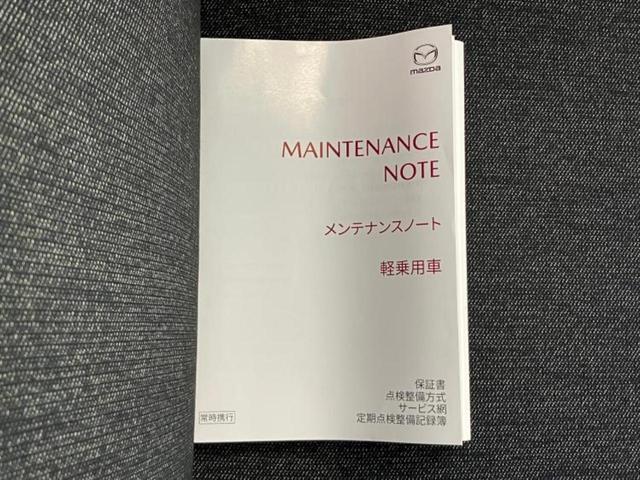 mazda
MAINTENANCE
NOTE
メンテナンスノート
軽乗用車
保証書
点検整備方式
サービス網
定期点検整備記録簿
常時携行